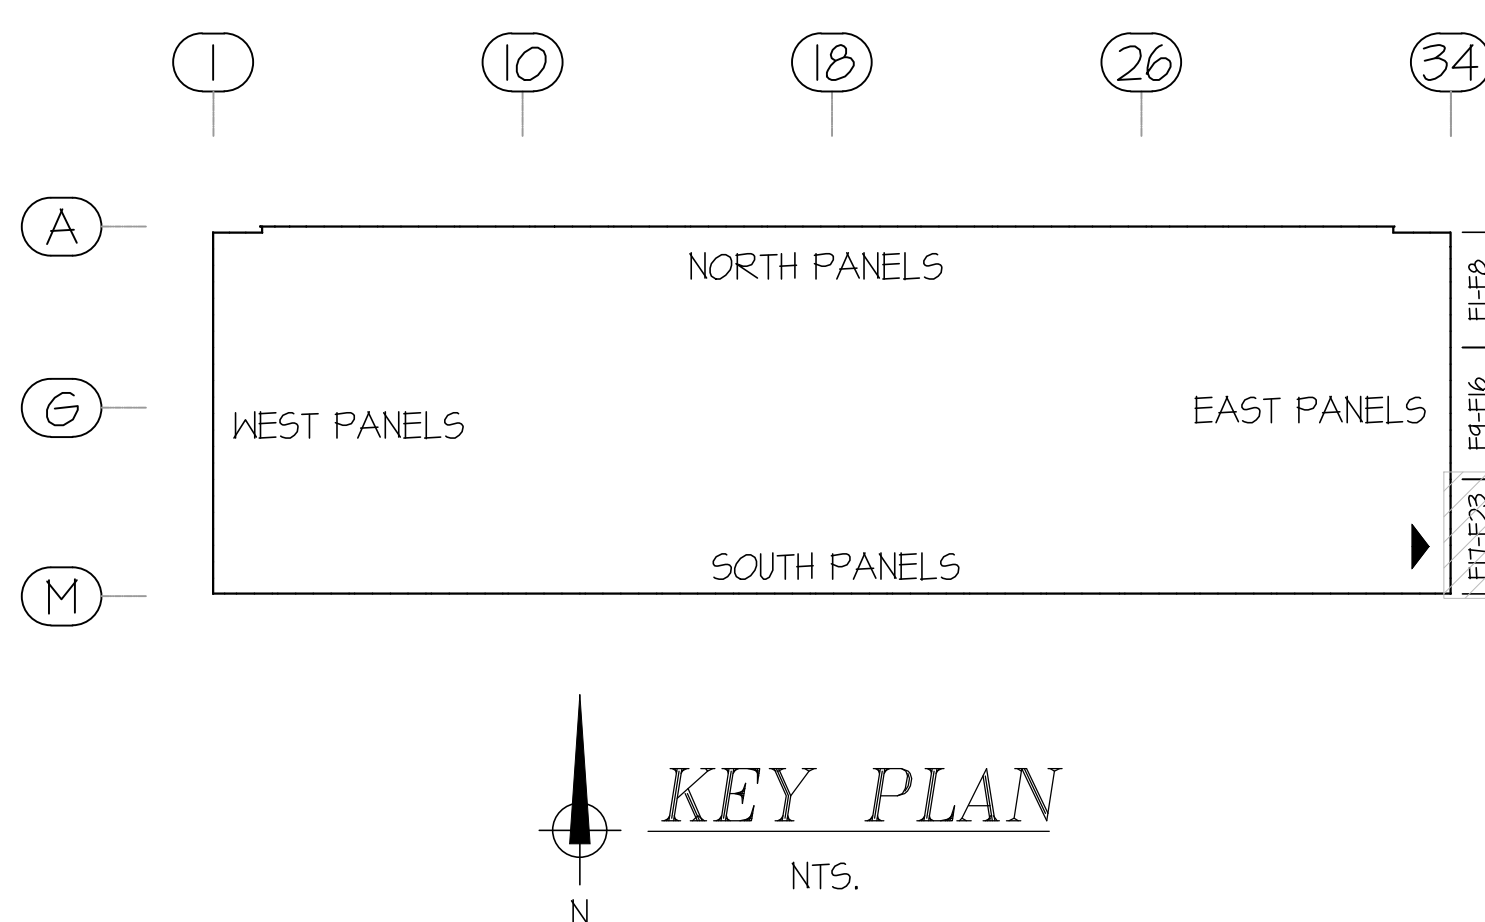 1 10 18 26 34
A
NORTH PANELS
F1-F8
G
WEST PANELS
EAST PANELS
F9-F16
F17-F23
SOUTH PANELS
M
KEY PLAN
NTS.
N